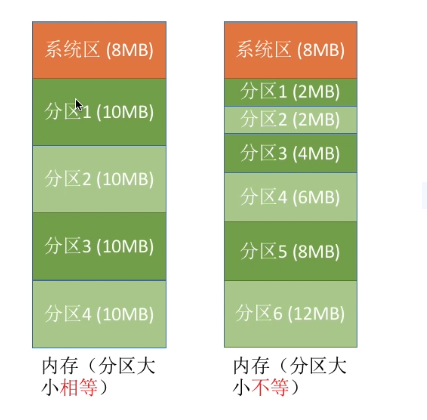 系统区 (8MB)
分区1 (10MB)
分区2 (10MB)
分区3 (10MB)
分区4 (10MB)
内存（分区大
小相等）
系统区 (8MB)
分区1 (2MB)
分区2 (2MB)
分区3 (4MB)
分区4 (6MB)
分区5 (8MB)
分区6 (12MB)
内存（分区大
小不等）